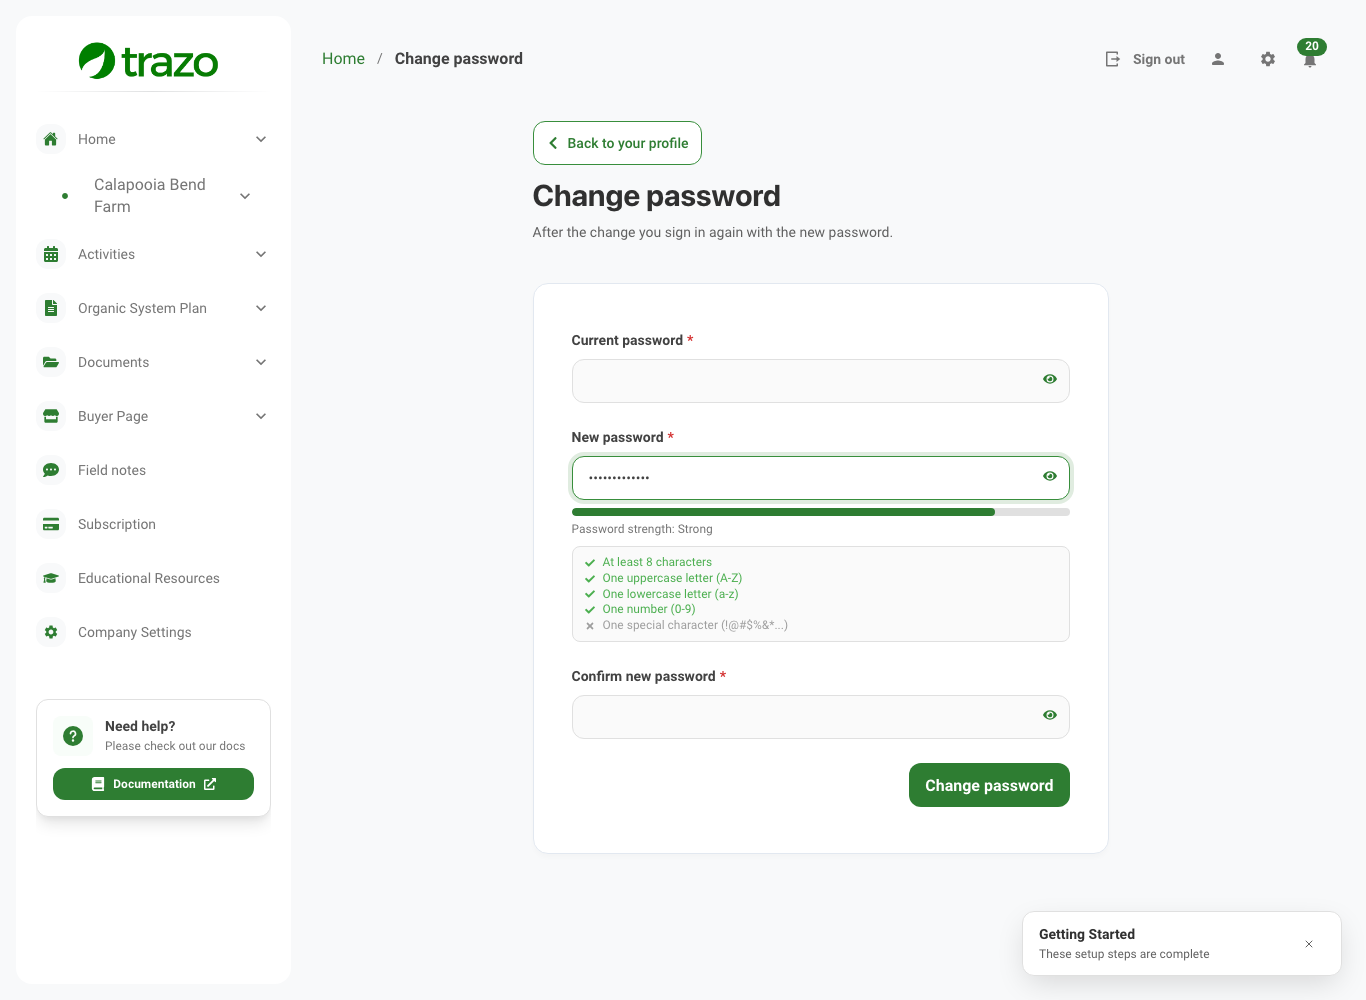 trazo
Home
Calapooia Bend
Farm
Activities
Organic System Plan
Documents
Buyer Page
Field notes
Subscription
Educational Resources
Company Settings
Need help?
Please check out our docs
Documentation
Home / Change password
Sign out
20
Back to your profile
Change password
After the change you sign in again with the new password.
Current password *
New password *
•••••••••••••
Password strength: Strong
At least 8 characters
One uppercase letter (A-Z)
One lowercase letter (a-z)
One number (0-9)
One special character (!@#$%&*...)
Confirm new password *
Change password
Getting Started
These setup steps are complete